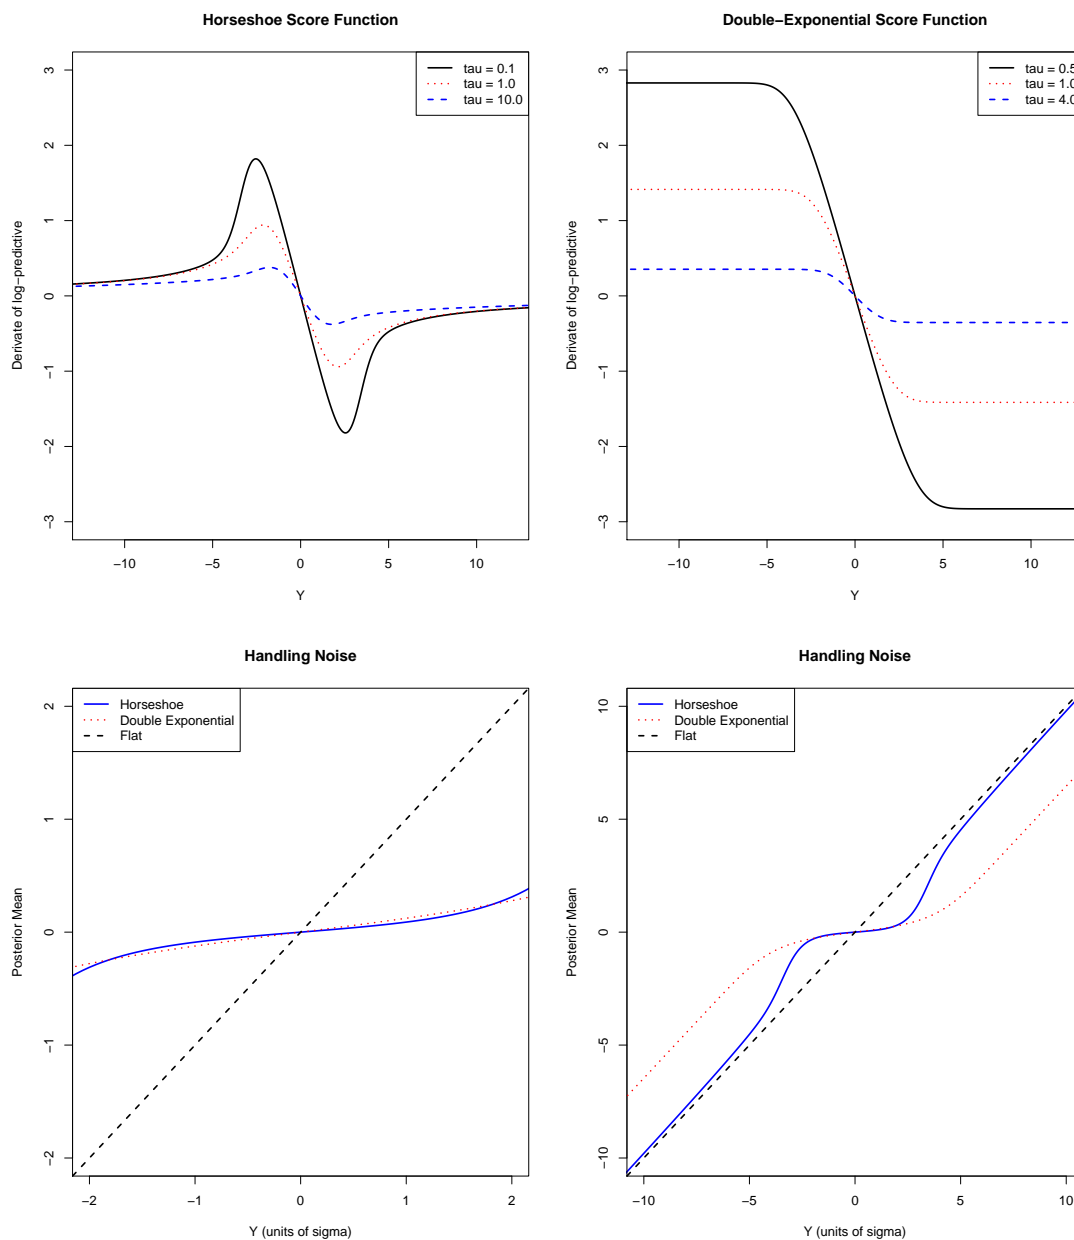 Horseshoe Score Function
tau = 0.1
tau = 1.0
tau = 10.0
Derivate of log−predictive
3
2
1
0
−1
−2
−3
−10
−5
0
5
10
Y
Double−Exponential Score Function
tau = 0.5
tau = 1.0
tau = 4.0
Derivate of log−predictive
3
2
1
0
−1
−2
−3
−10
−5
0
5
10
Y
Handling Noise
Horseshoe
Double Exponential
Flat
Posterior Mean
2
1
0
−1
−2
−2
−1
0
1
2
Y (units of sigma)
Handling Noise
Horseshoe
Double Exponential
Flat
Posterior Mean
10
5
0
−5
−10
−10
−5
0
5
10
Y (units of sigma)